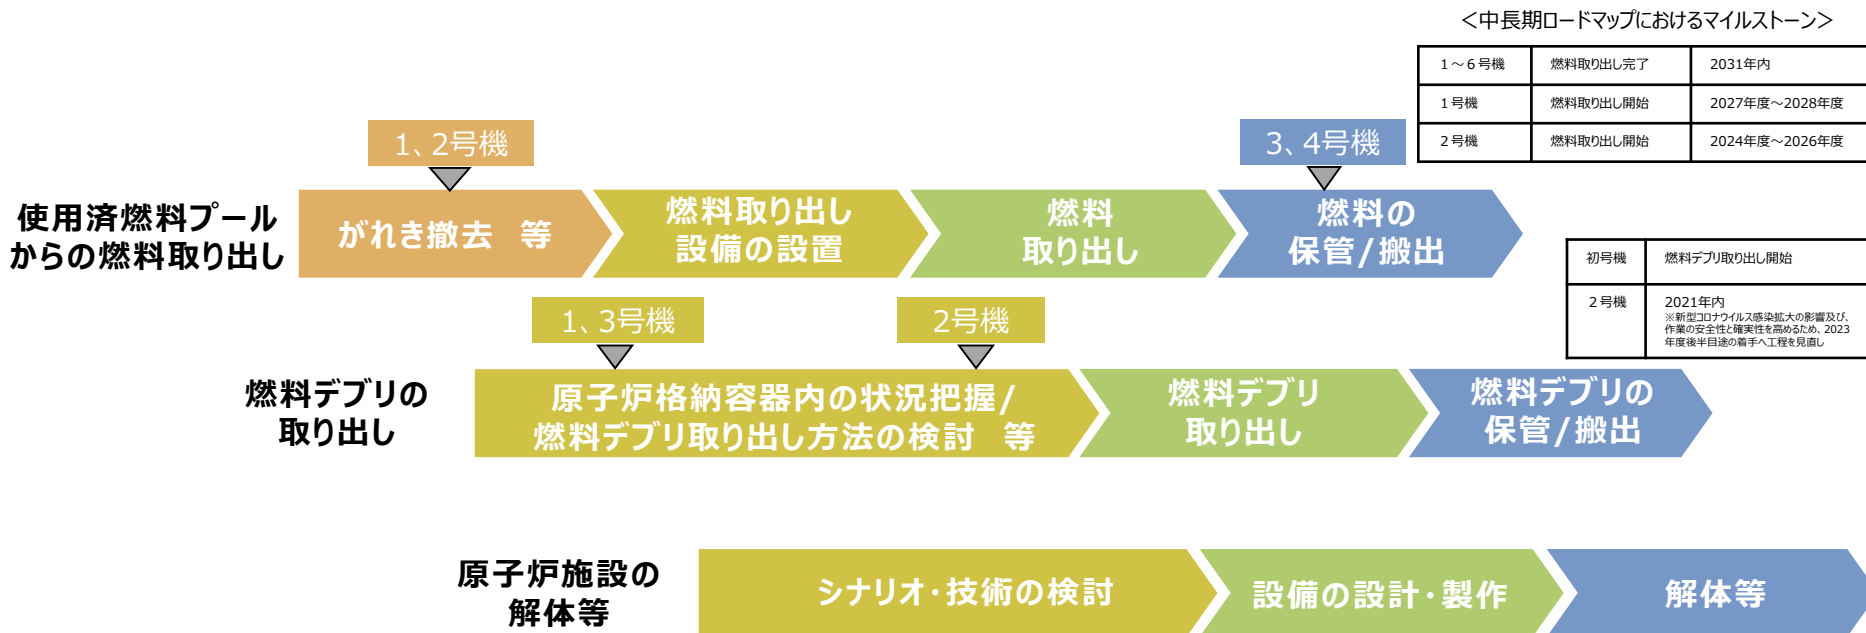 ＜中長期ロードマップにおけるマイルストーン＞
1～6号機 燃料取り出し完了 2031年内
1号機 燃料取り出し開始 2027年度～2028年度
2号機 燃料取り出し開始 2024年度～2026年度
1、2号機
3、4号機
使用済燃料プール
からの燃料取り出し
がれき撤去　等
燃料取り出し
設備の設置
燃料
取り出し
燃料の
保管/搬出
初号機 燃料デブリ取り出し開始
2号機 2021年内
※新型コロナウイルス感染拡大の影響及び、
作業の安全性と確実性を高めるため、2023
年度後半目途の着手へ工程を見直し
1、3号機
2号機
燃料デブリの
取り出し
原子炉格納容器内の状況把握/
燃料デブリ取り出し方法の検討　等
燃料デブリ
取り出し
燃料デブリの
保管/搬出
原子炉施設の
解体等
シナリオ・技術の検討
設備の設計・製作
解体等